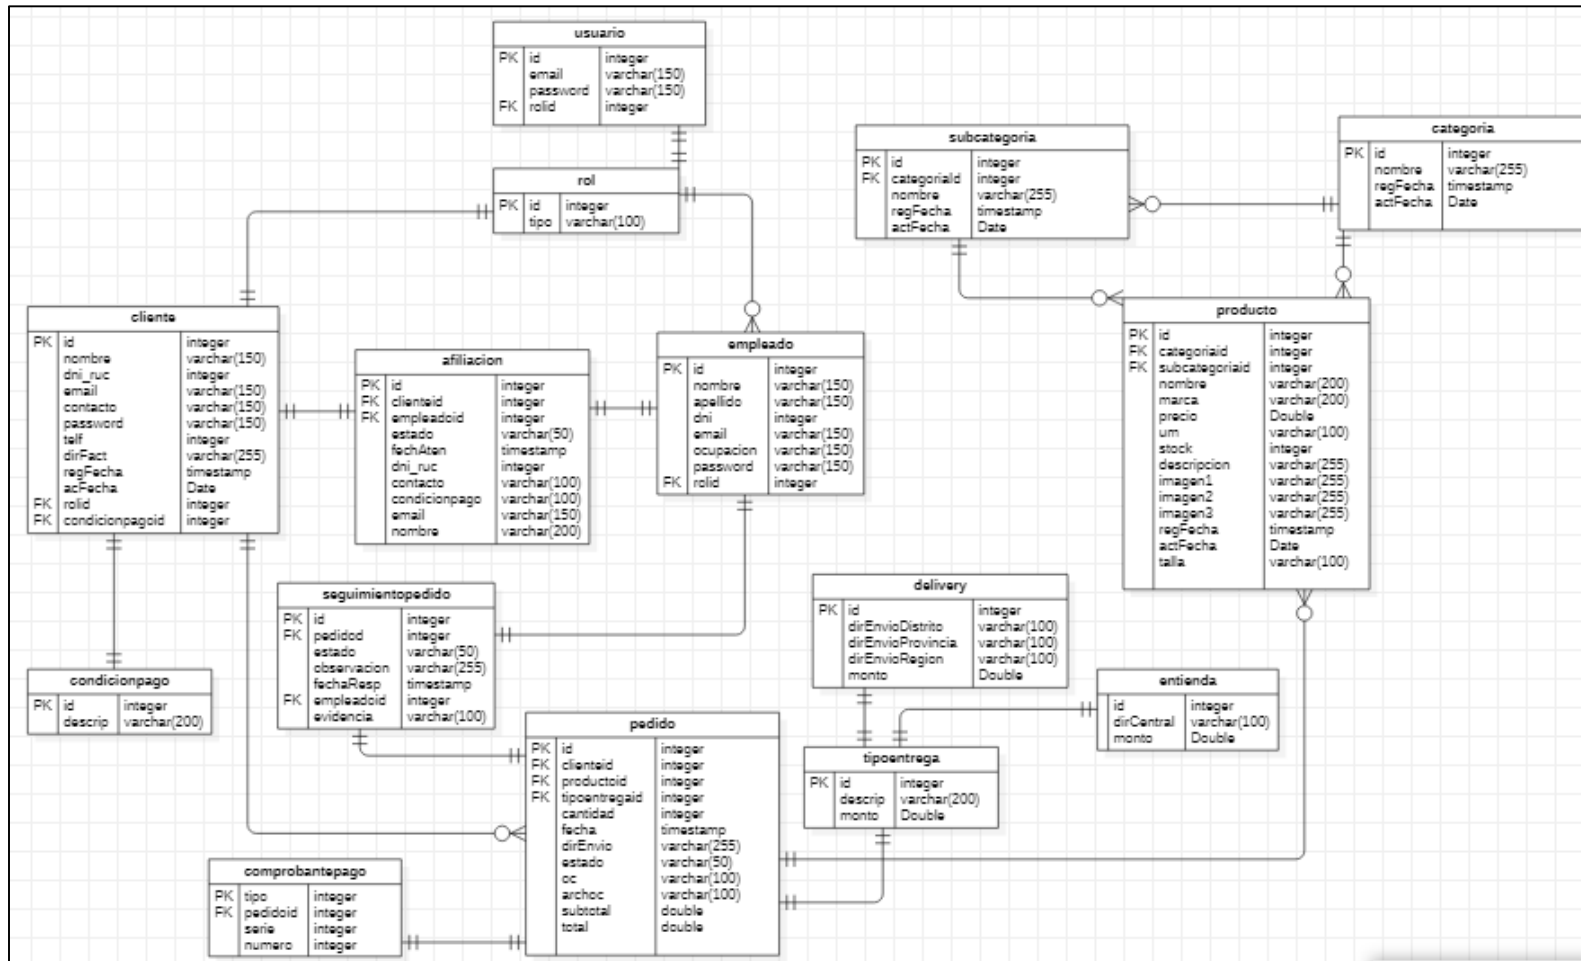 usuario
PK id integer
email varchar(150)
password varchar(150)
FK rolid integer
rol
PK id integer
tipo varchar(100)
subcategoria
PK id integer
FK categoriaId integer
nombre varchar(255)
regFecha timestamp
actFecha Date
categoria
PK id integer
nombre varchar(255)
regFecha timestamp
actFecha Date
cliente
PK id integer
nombre varchar(150)
dni_ruc integer
email varchar(150)
contacto varchar(150)
password varchar(150)
telf integer
dirFact varchar(255)
regFecha timestamp
acFecha Date
FK rolid integer
FK condicionpagoid integer
afiliacion
PK id integer
FK clienteid integer
FK empleadoid integer
estado varchar(50)
fechAten timestamp
dni_ruc integer
contacto varchar(100)
condicionpago varchar(100)
email varchar(150)
nombre varchar(200)
empleado
PK id integer
nombre varchar(150)
apellido varchar(150)
dni integer
email varchar(150)
ocupacion varchar(150)
password varchar(150)
FK rolid integer
producto
PK id integer
FK categoriaid integer
FK subcategoriaid integer
nombre varchar(200)
marca varchar(200)
precio Double
um varchar(100)
stock integer
descripcion varchar(255)
imagen1 varchar(255)
imagen2 varchar(255)
imagen3 varchar(255)
regFecha timestamp
actFecha Date
talla varchar(100)
seguimientopedido
PK id integer
FK pedidod integer
estado varchar(50)
observacion varchar(255)
fechaResp timestamp
FK empleadoid integer
evidencia varchar(100)
delivery
PK id integer
dirEnvioDistrito varchar(100)
dirEnvioProvincia varchar(100)
dirEnvioRegion varchar(100)
monto Double
condicionpago
PK id integer
descrip varchar(200)
entienda
id integer
dirCentral varchar(100)
monto Double
pedido
PK id integer
FK clienteid integer
FK productoid integer
FK tipoentregaid integer
cantidad integer
fecha timestamp
dirEnvio varchar(255)
estado varchar(50)
oc varchar(100)
archoc varchar(100)
subtotal double
total double
tipoentrega
PK id integer
descrip varchar(200)
monto Double
comprobantepago
PK tipo integer
FK pedidoid integer
serie integer
numero integer